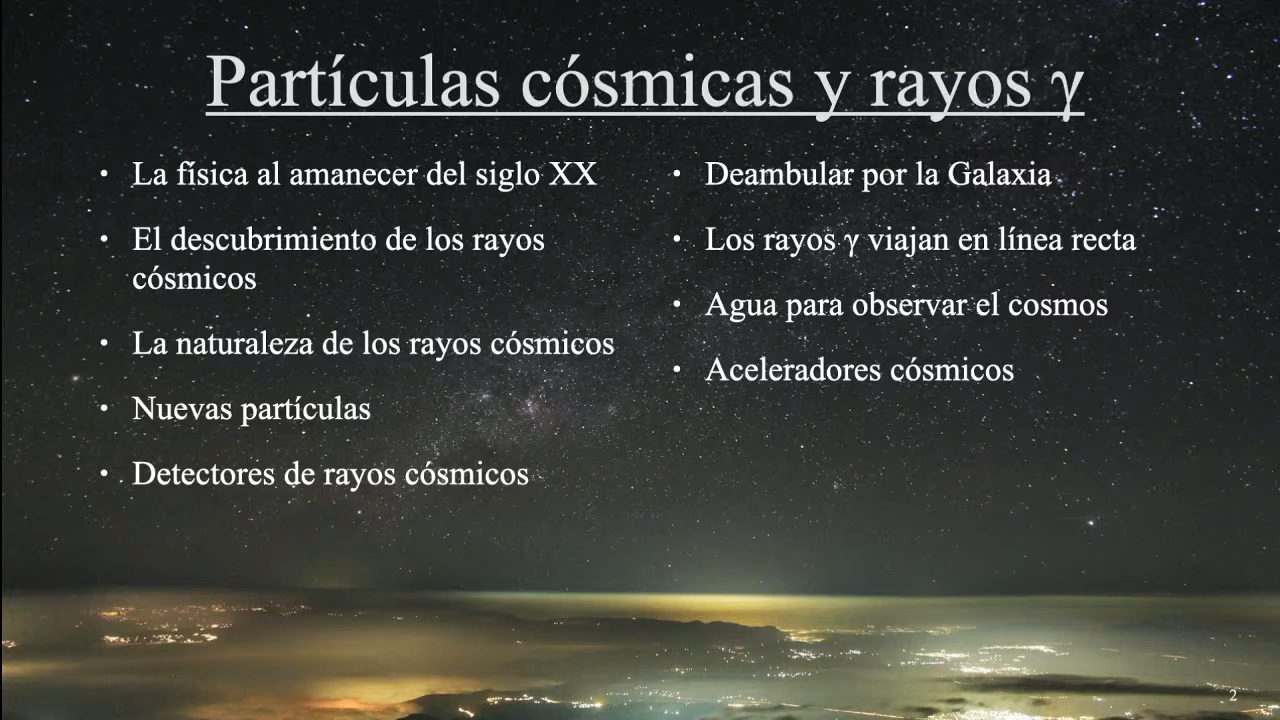 Partículas cósmicas y rayos γ
• La física al amanecer del siglo XX
• El descubrimiento de los rayos
cósmicos
• La naturaleza de los rayos cósmicos
• Nuevas partículas
• Detectores de rayos cósmicos
• Deambular por la Galaxia
• Los rayos γ viajan en línea recta
• Agua para observar el cosmos
• Aceleradores cósmicos
2